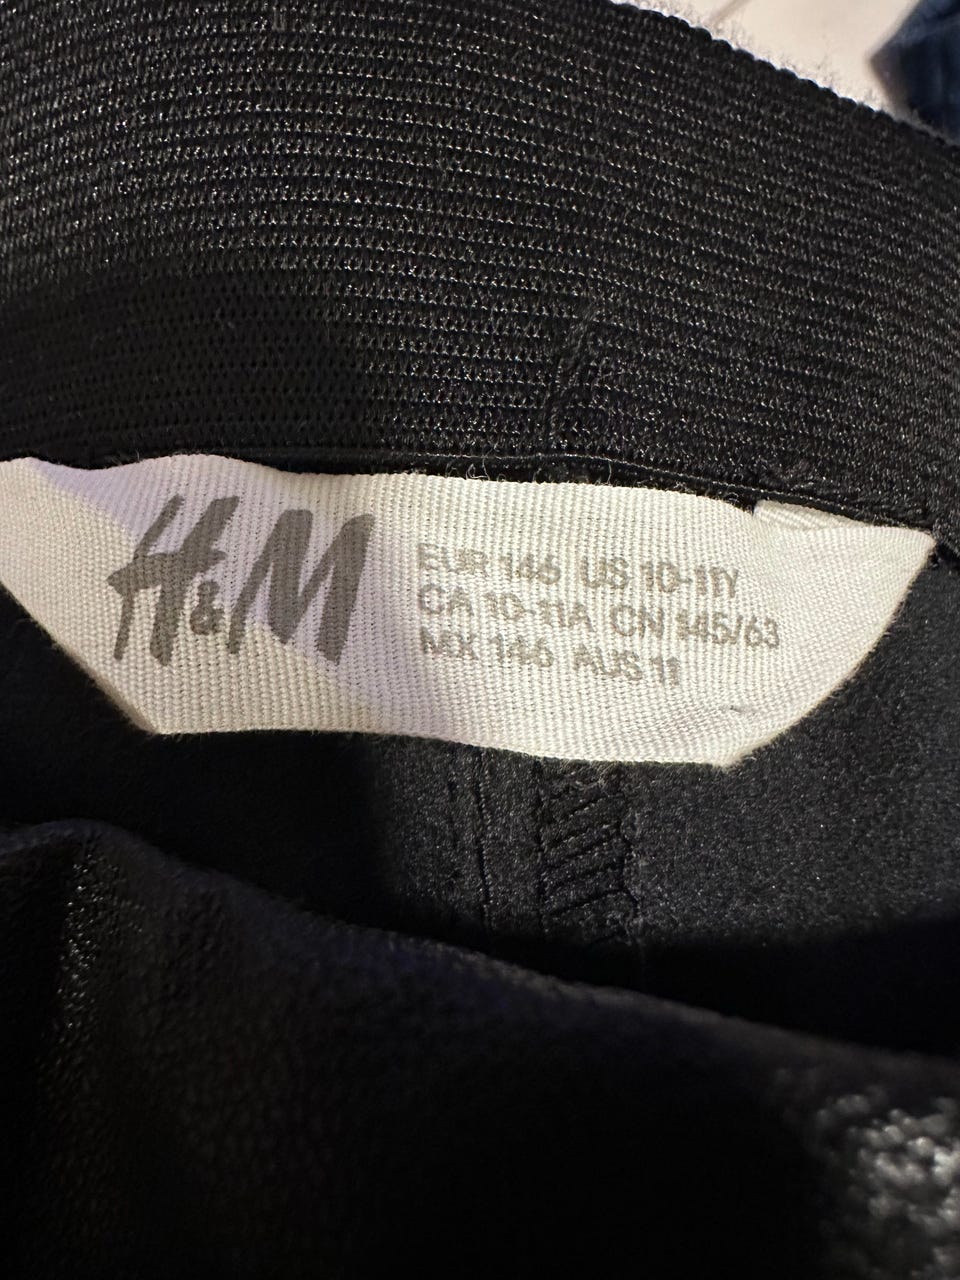 H&M
EUR 146 US 10-11Y
CA 10-11A CN 145/63
MX 146 AUS 11